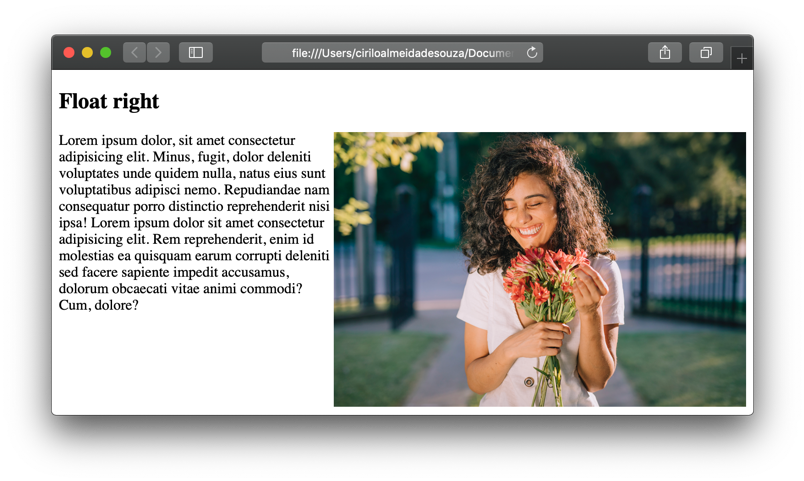 file:///Users/ciriloalmeidadesouza/Documen
Float right
Lorem ipsum dolor, sit amet consectetur
adipisicing elit. Minus, fugit, dolor deleniti
voluptates unde quidem nulla, natus eius sunt
voluptatibus adipisci nemo. Repudiandae nam
consequatur porro distinctio reprehenderit nisi
ipsa! Lorem ipsum dolor sit amet consectetur
adipisicing elit. Rem reprehenderit, enim id
molestias ea quisquam earum corrupti deleniti
sed facere sapiente impedit accusamus,
dolorum obcaecati vitae animi commodi?
Cum, dolore?